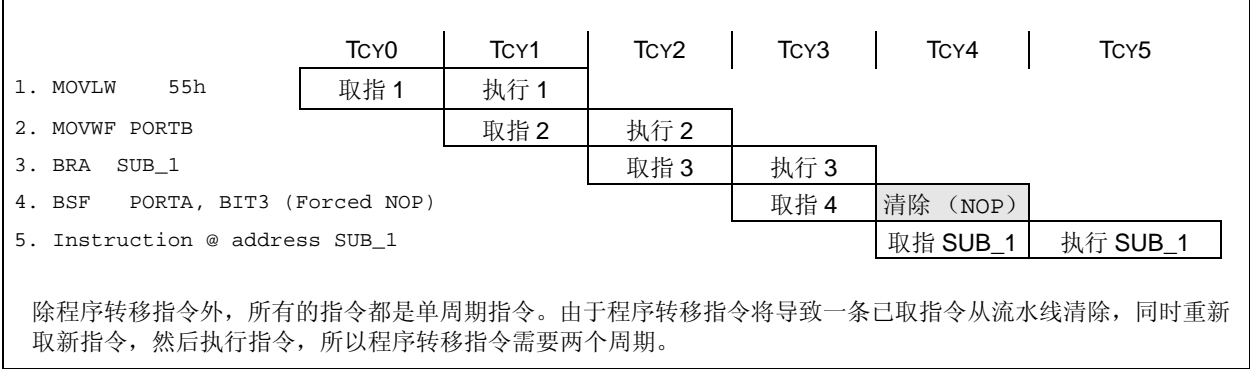 TCY0 TCY1 TCY2 TCY3 TCY4 TCY5
1. MOVLW 55h 取指 1 执行 1
2. MOVWF PORTB 取指 2 执行 2
3. BRA SUB_1 取指 3 执行 3
4. BSF PORTA, BIT3 (Forced NOP) 取指 4 清除 (NOP)
5. Instruction @ address SUB_1 取指 SUB_1 执行 SUB_1
除程序转移指令外，所有的指令都是单周期指令。由于程序转移指令将导致一条已取指令从流水线清除，同时重新
取新指令，然后执行指令，所以程序转移指令需要两个周期。